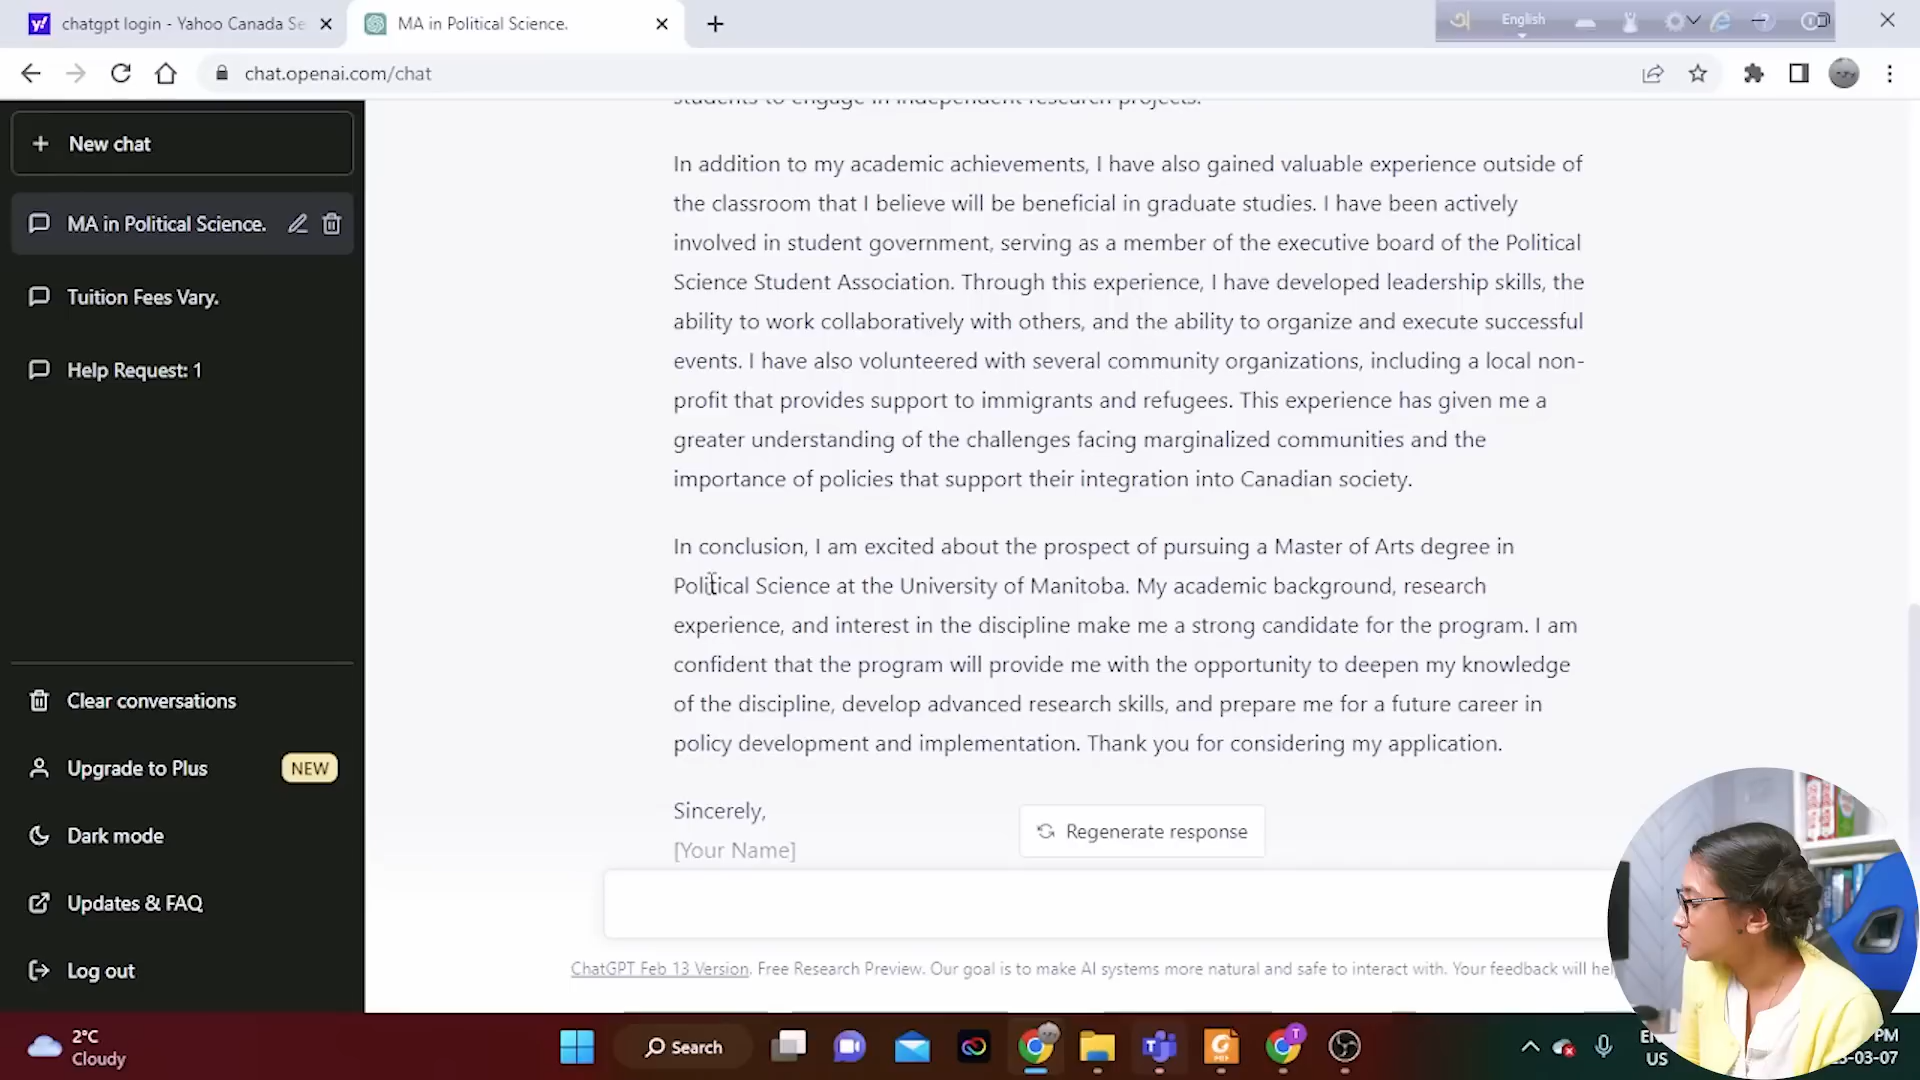 chatgpt login - Yahoo Canada Se
MA in Political Science.
English
chat.openai.com/chat
New chat
MA in Political Science.
Tuition Fees Vary.
Help Request: 1
Clear conversations
Upgrade to Plus NEW
Dark mode
Updates & FAQ
Log out
students to engage in independent research projects.
In addition to my academic achievements, I have also gained valuable experience outside of
the classroom that I believe will be beneficial in graduate studies. I have been actively
involved in student government, serving as a member of the executive board of the Political
Science Student Association. Through this experience, I have developed leadership skills, the
ability to work collaboratively with others, and the ability to organize and execute successful
events. I have also volunteered with several community organizations, including a local non-
profit that provides support to immigrants and refugees. This experience has given me a
greater understanding of the challenges facing marginalized communities and the
importance of policies that support their integration into Canadian society.
In conclusion, I am excited about the prospect of pursuing a Master of Arts degree in
Political Science at the University of Manitoba. My academic background, research
experience, and interest in the discipline make me a strong candidate for the program. I am
confident that the program will provide me with the opportunity to deepen my knowledge
of the discipline, develop advanced research skills, and prepare me for a future career in
policy development and implementation. Thank you for considering my application.
Sincerely,
[Your Name]
Regenerate response
ChatGPT Feb 13 Version. Free Research Preview. Our goal is to make AI systems more natural and safe to interact with. Your feedback will
2°C
Cloudy
Search
US
PM
03-07